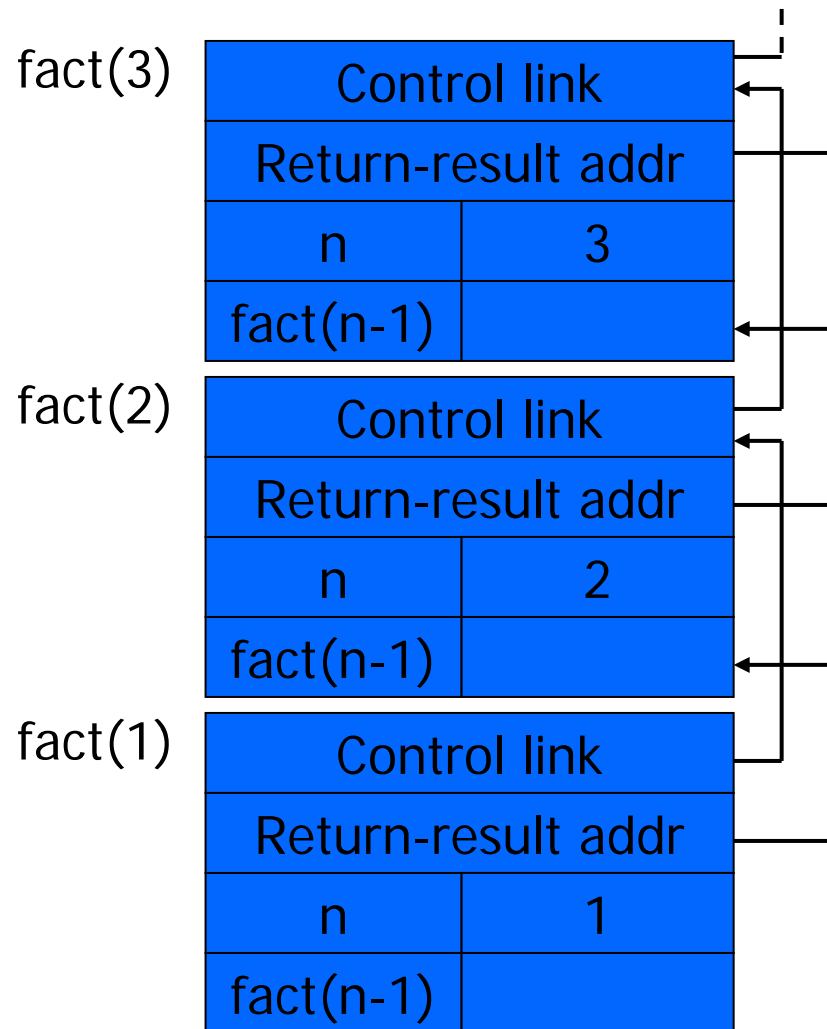 fact(3)
Control link
Return-result addr
n 3
fact(n-1)
fact(2)
Control link
Return-result addr
n 2
fact(n-1)
fact(1)
Control link
Return-result addr
n 1
fact(n-1)